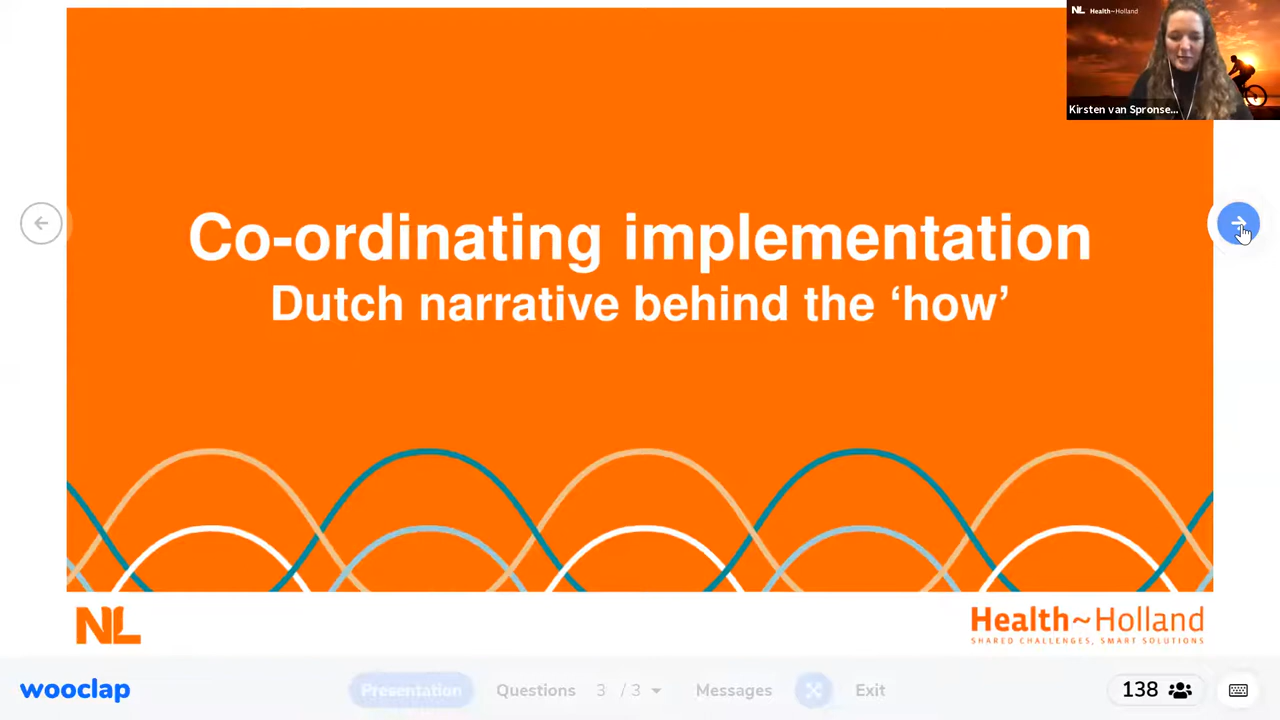 NL Health~Holland
Kirsten van Spronse...
Co-ordinating implementation
Dutch narrative behind the ‘how’
NL
Health~Holland
SHARED CHALLENGES, SMART SOLUTIONS
wooclap
Presentation
Questions
3 / 3
Messages
Exit
138